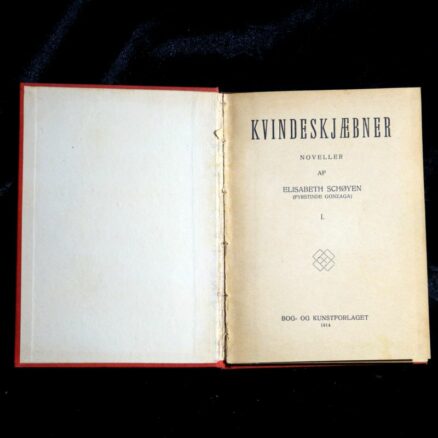 KVINDESKJÆBNER
NOVELLER
AF
ELISABETH SCHØYEN
(FYRSTINDE GONZAGA)
I.
BOG- OG KUNSTFORLAGET
1914